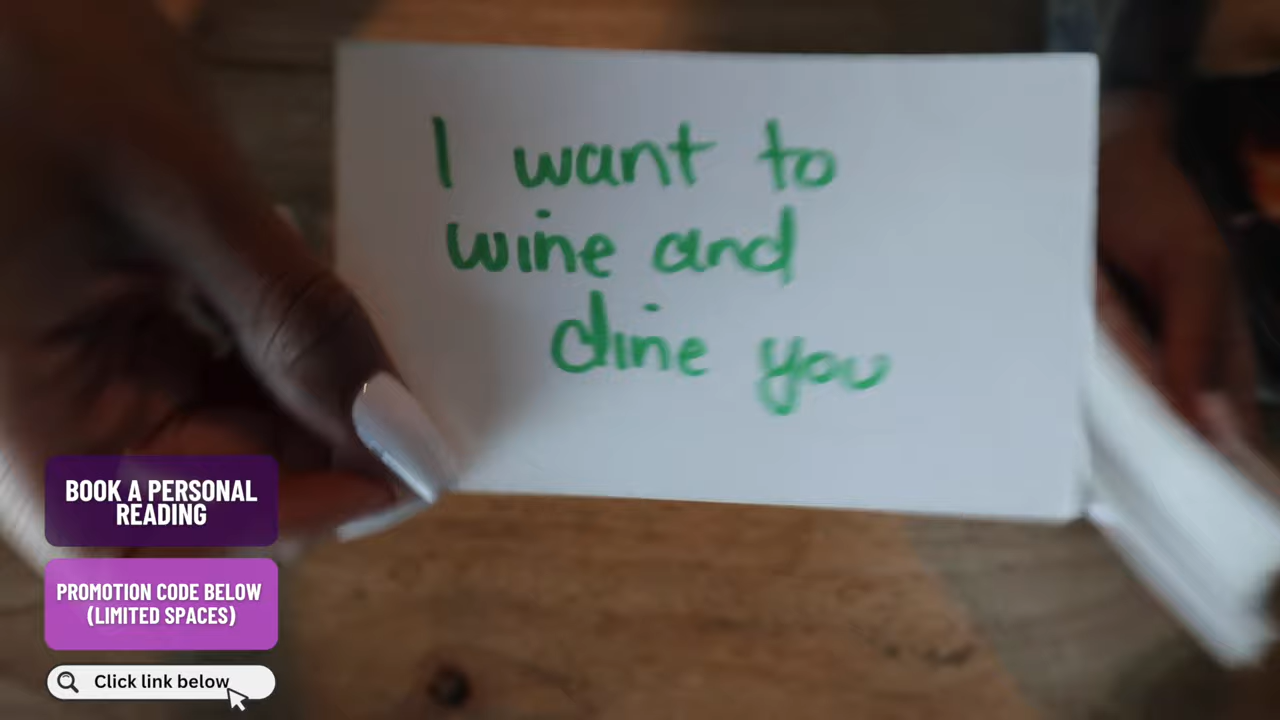 I want to
wine and
dine you
BOOK A PERSONAL
READING
PROMOTION CODE BELOW
(LIMITED SPACES)
Click link below